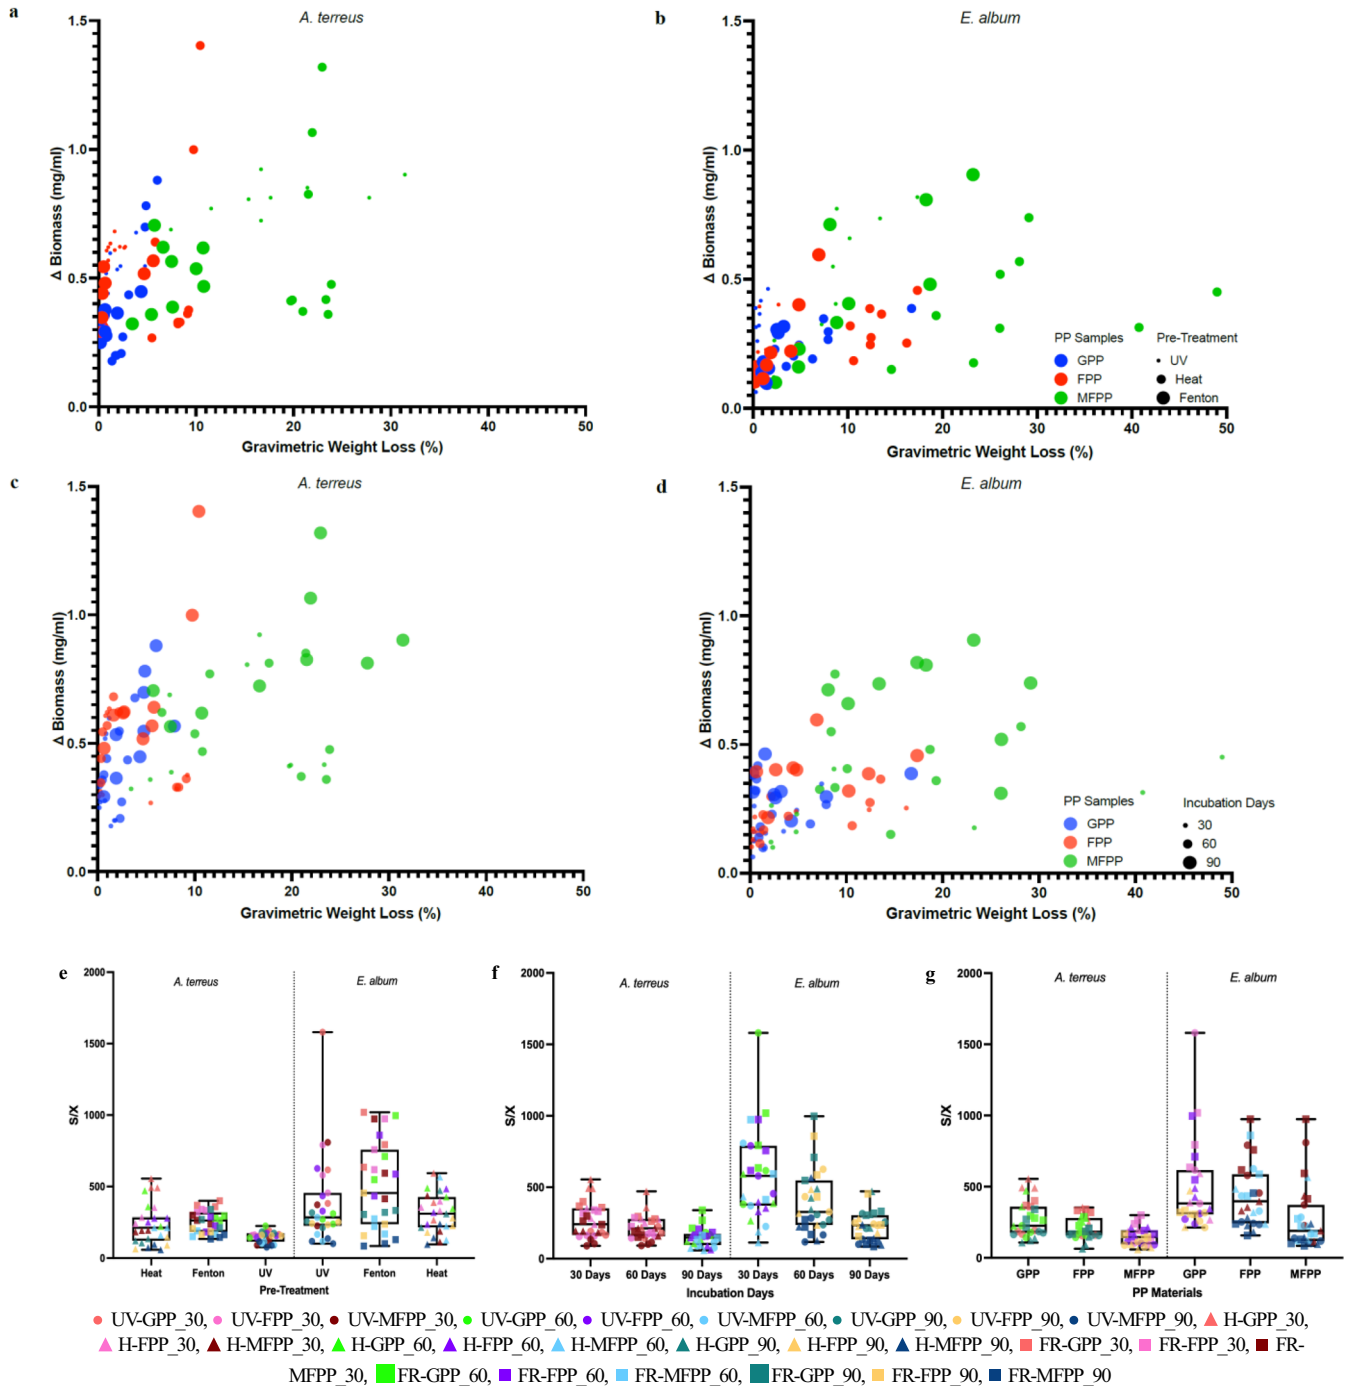 a
A. terreus
1.5
1.0
0.5
0.0
Δ Biomass (mg/ml)
0 10 20 30 40 50
Gravimetric Weight Loss (%)
b
E. album
1.5
1.0
0.5
0.0
Δ Biomass (mg/ml)
PP Samples Pre-Treatment
GPP UV
FPP Heat
MFPP Fenton
0 10 20 30 40 50
Gravimetric Weight Loss (%)
c
A. terreus
1.5
1.0
0.5
0.0
Δ Biomass (mg/ml)
0 10 20 30 40 50
Gravimetric Weight Loss (%)
d
E. album
1.5
1.0
0.5
0.0
Δ Biomass (mg/ml)
PP Samples Incubation Days
GPP 30
FPP 60
MFPP 90
0 10 20 30 40 50
Gravimetric Weight Loss (%)
e
A. terreus E. album
2000
1500
1000
500
0
S/X
Heat Fenton UV UV Fenton Heat
Pre-Treatment
f
A. terreus E. album
2000
1500
1000
500
0
S/X
30 Days 60 Days 90 Days 30 Days 60 Days 90 Days
Incubation Days
g
A. terreus E. album
2000
1500
1000
500
0
S/X
GPP FPP MFPP GPP FPP MFPP
PP Materials
UV-GPP_30, UV-FPP_30, UV-MFPP_30, UV-GPP_60, UV-FPP_60, UV-MFPP_60, UV-GPP_90, UV-FPP_90, UV-MFPP_90, H-GPP_30,
H-FPP_30, H-MFPP_30, H-GPP_60, H-FPP_60, H-MFPP_60, H-GPP_90, H-FPP_90, H-MFPP_90, FR-GPP_30, FR-FPP_30, FR-
MFPP_30, FR-GPP_60, FR-FPP_60, FR-MFPP_60, FR-GPP_90, FR-FPP_90, FR-MFPP_90